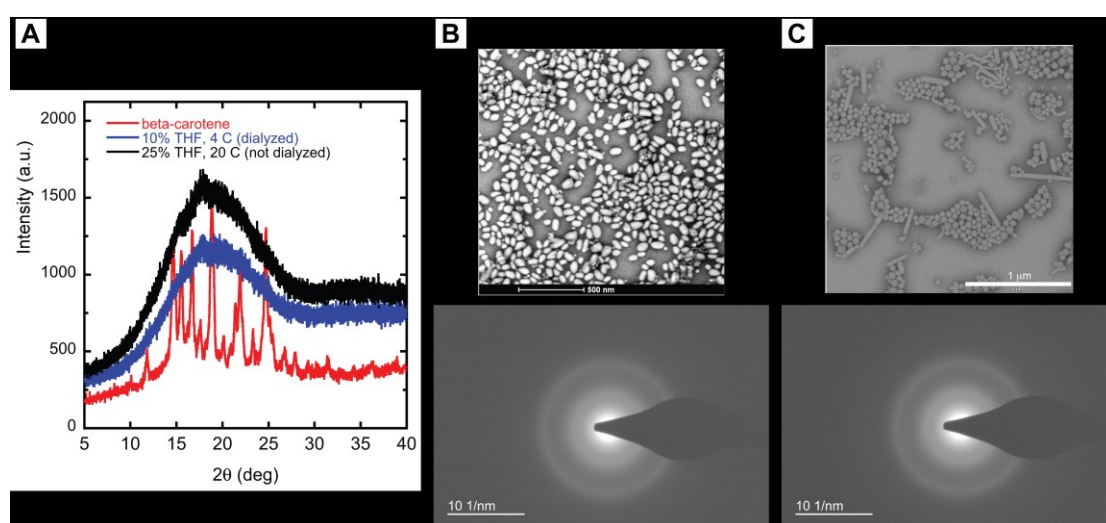 A
B
C
2000
1500
1000
500
0
Intensity (a.u.)
beta-carotene
10% THF, 4 C (dialyzed)
25% THF, 20 C (not dialyzed)
5 10 15 20 25 30 35 40
2θ (deg)
500 nm
1 μm
10 1/nm
10 1/nm